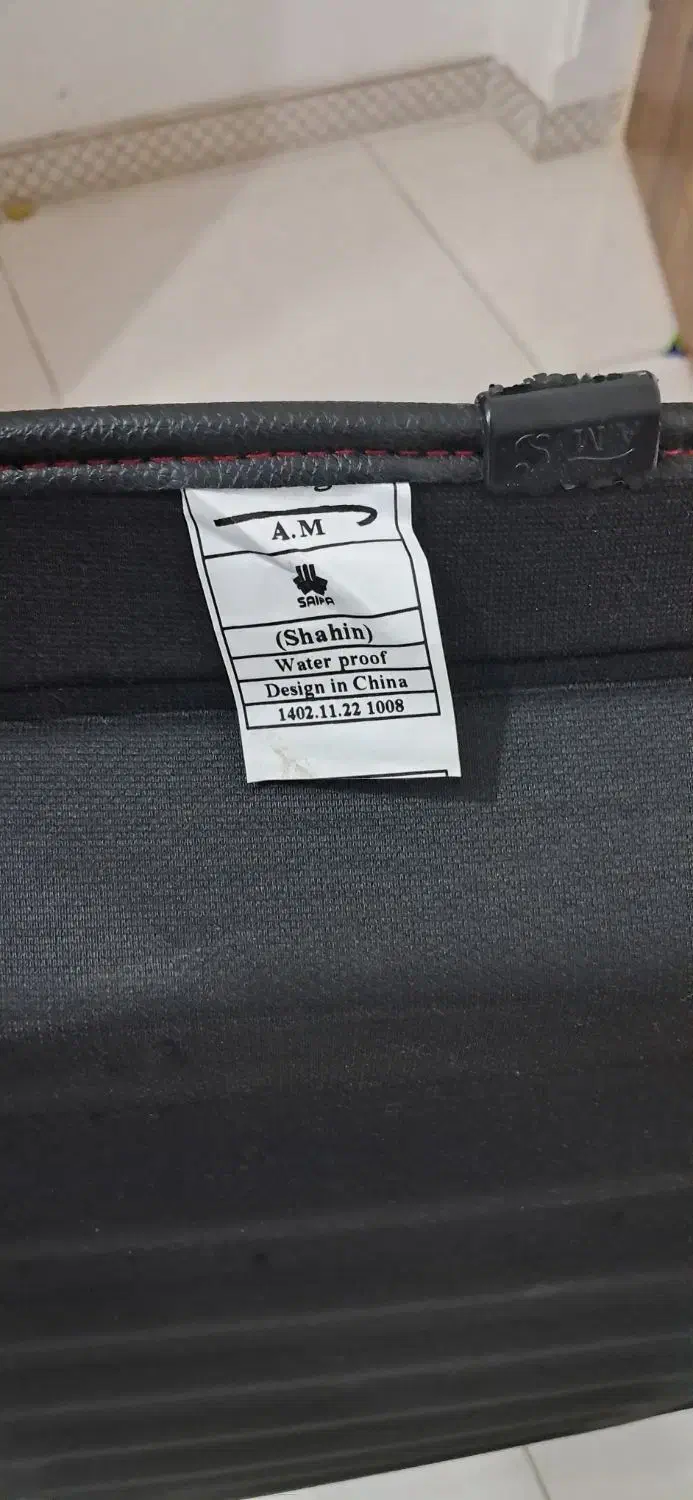 A.M
SAIPA
(Shahin)
Water proof
Design in China
1402.11.22 1008